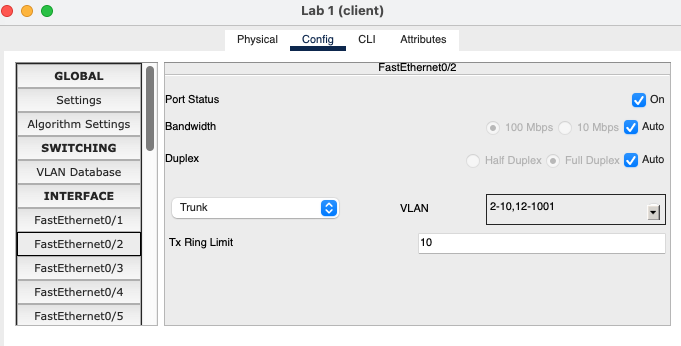 Lab 1 (client)
Physical Config CLI Attributes
GLOBAL
Settings
Algorithm Settings
SWITCHING
VLAN Database
INTERFACE
FastEthernet0/1
FastEthernet0/2
FastEthernet0/3
FastEthernet0/4
FastEthernet0/5
FastEthernet0/2
Port Status On
Bandwidth 100 Mbps 10 Mbps Auto
Duplex Half Duplex Full Duplex Auto
Trunk VLAN 2-10,12-1001
Tx Ring Limit 10